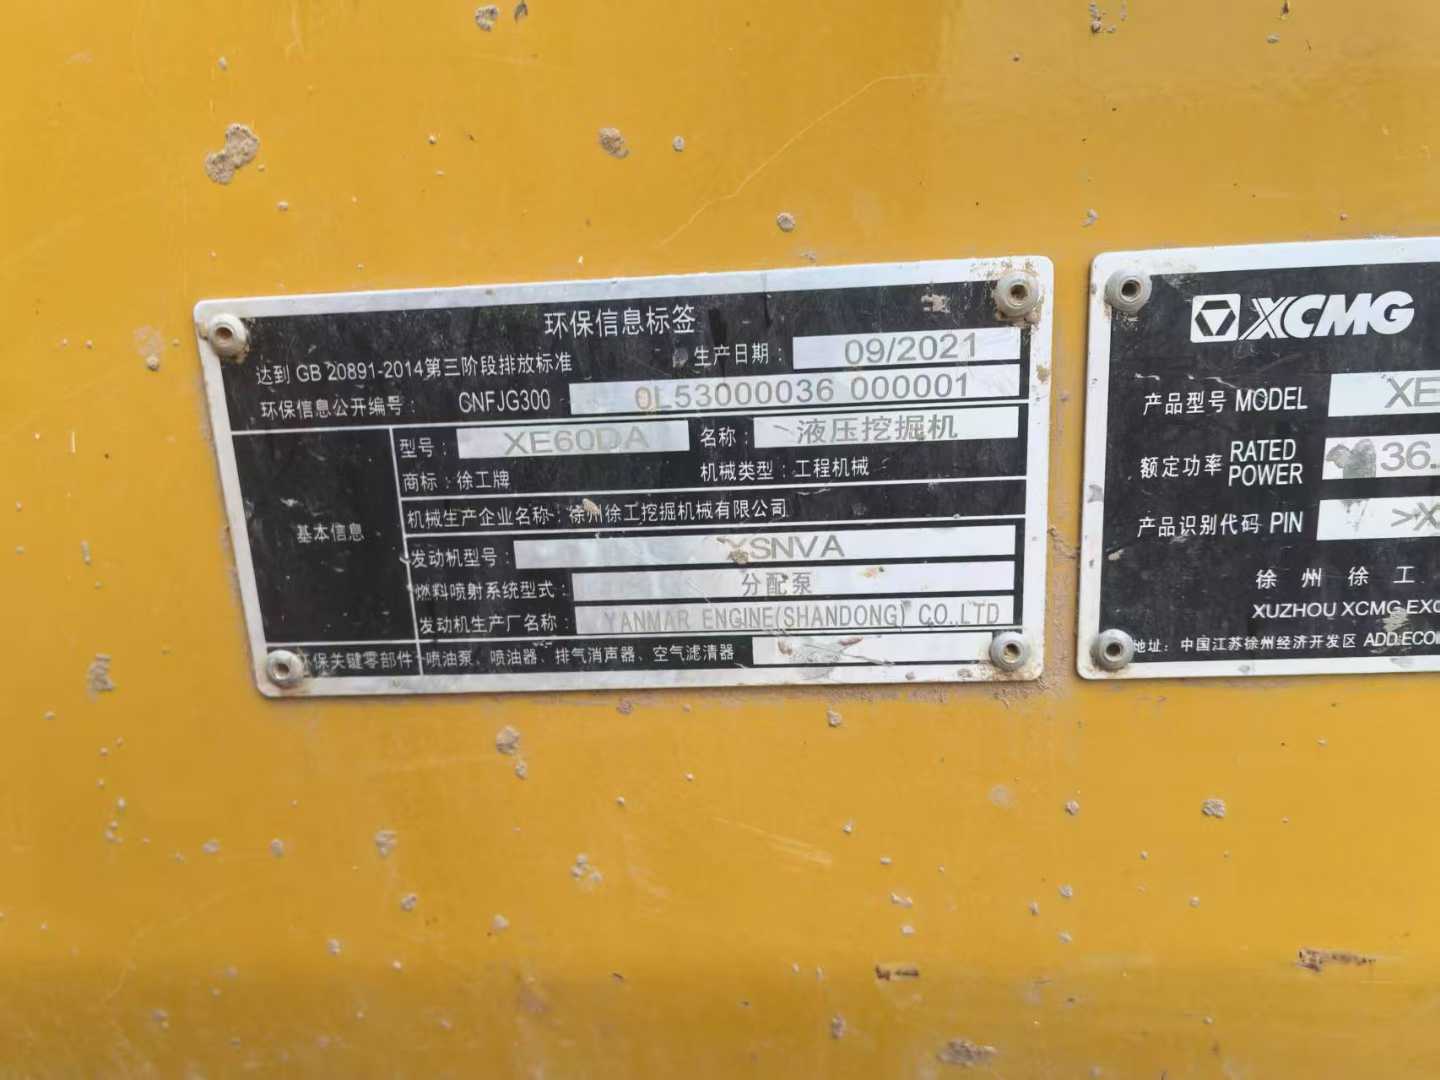 环保信息标签
达到 GB 20891-2014第三阶段排放标准 生产日期: 09/2021
环保信息公开编号: CNFJG300 0L53000036 000001
基本信息
型号: XE60DA 名称: 液压挖掘机
商标: 徐工牌 机械类型: 工程机械
机械生产企业名称: 徐州徐工挖掘机械有限公司
发动机型号: XSNVA
燃料喷射系统型式: 分配泵
发动机生产厂名称: YANMAR ENGINE(SHANDONG) CO.,LTD
环保关键零部件: 喷油泵、喷油器、排气消声器、空气滤清器
XCMG
产品型号 MODEL XE
额定功率 RATED POWER 36.
产品识别代码 PIN >X
徐 州 徐 工
XUZHOU XCMG EXC
地址: 中国江苏徐州经济开发区 ADD:ECO